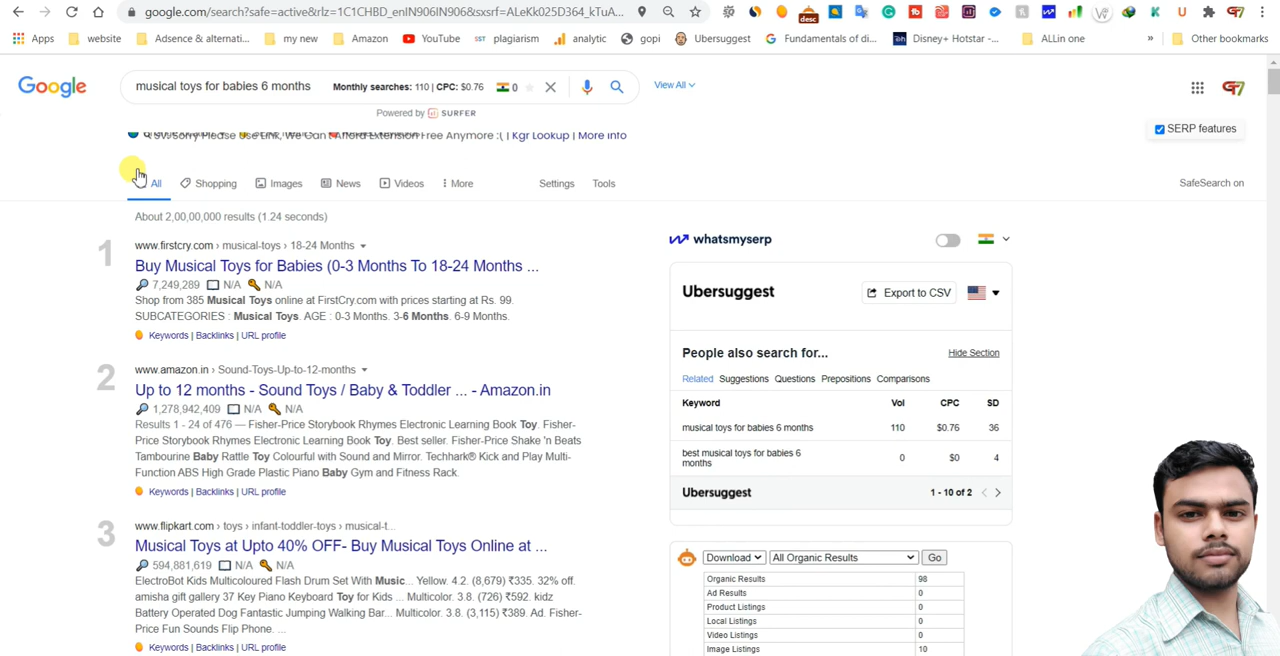 google.com/search?safe=active&rlz=1C1CHBD_enIN906IN906&sxsrf=ALeKk025D364_kTuA...
desc
Apps website Adsence & alternati... my new Amazon YouTube SST plagiarism analytic gopi Ubersuggest Fundamentals of di... Disney+ Hotstar -... ALLin one » Other bookmarks
Google
musical toys for babies 6 months Monthly searches: 110 | CPC: $0.76 0
View All
Powered by SURFER
Sorry Please Use Link, We Can't Afford Extension Free Anymore :( | Kgr Lookup | More info
SERP features
All Shopping Images News Videos More Settings Tools
SafeSearch on
About 2,00,00,000 results (1.24 seconds)
1
www.firstcry.com › musical-toys › 18-24 Months
Buy Musical Toys for Babies (0-3 Months To 18-24 Months ...
7,249,289 N/A N/A
Shop from 385 Musical Toys online at FirstCry.com with prices starting at Rs. 99.
SUBCATEGORIES : Musical Toys. AGE : 0-3 Months. 3-6 Months. 6-9 Months.
Keywords | Backlinks | URL profile
2
www.amazon.in › Sound-Toys-Up-to-12-months
Up to 12 months - Sound Toys / Baby & Toddler ... - Amazon.in
1,278,942,409 N/A N/A
Results 1 - 24 of 476 — Fisher-Price Storybook Rhymes Electronic Learning Book Toy. Fisher-
Price Storybook Rhymes Electronic Learning Book Toy. Best seller. Fisher-Price Shake 'n Beats
Tambourine Baby Rattle Toy Colourful with Sound and Mirror. Techhark® Kick and Play Multi-
Function ABS High Grade Plastic Piano Baby Gym and Fitness Rack.
Keywords | Backlinks | URL profile
3
www.flipkart.com › toys › infant-toddler-toys › musical-t...
Musical Toys at Upto 40% OFF- Buy Musical Toys Online at ...
594,881,619 N/A N/A
ElectroBot Kids Multicoloured Flash Drum Set With Music... Yellow. 4.2. (8,679) ₹335. 32% off.
amisha gift gallery 37 Key Piano Keyboard Toy for Kids ... Multicolor. 3.8. (726) ₹592. kidz
Battery Operated Dog Fantastic Jumping Walking Bar... Multicolor. 3.8. (3,115) ₹389. Ad. Fisher-
Price Fun Sounds Flip Phone. ...
Keywords | Backlinks | URL profile
whatsmyserp
Ubersuggest
Export to CSV
People also search for...
Hide Section
Related Suggestions Questions Prepositions Comparisons
Keyword Vol CPC SD
musical toys for babies 6 months 110 $0.76 36
best musical toys for babies 6 months 0 $0 4
Ubersuggest 1 - 10 of 2
Download All Organic Results Go
Organic Results 98
Ad Results 0
Product Listings 0
Local Listings 0
Video Listings 0
Image Listings 10